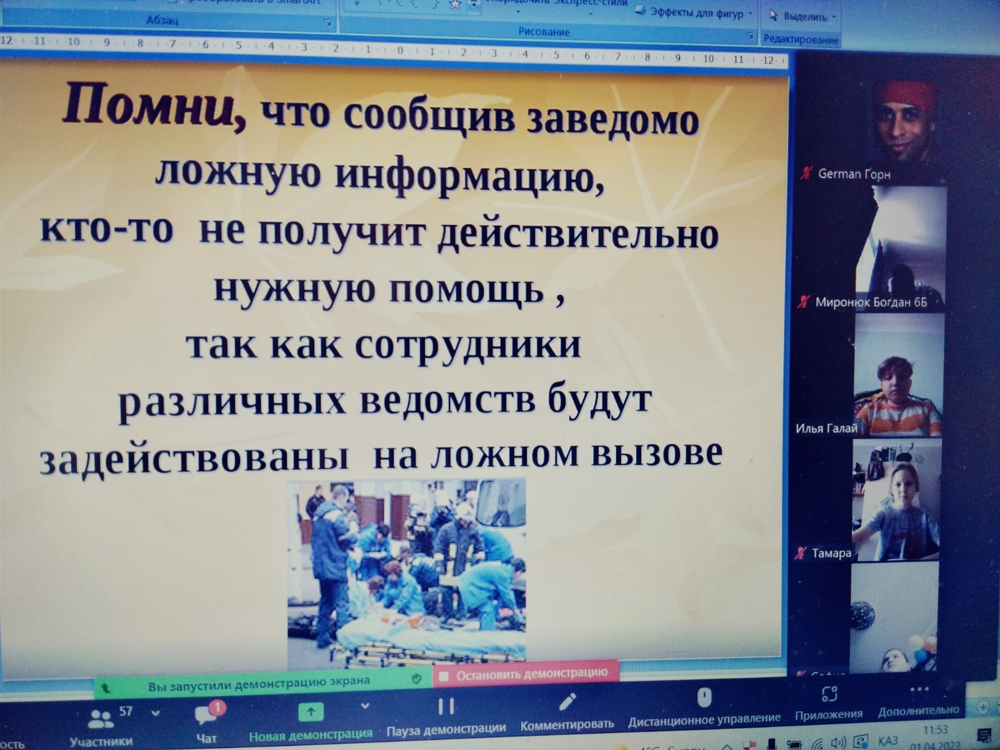 Абзац
Рисование
Эффекты для фигур
Выделить
Редактирование
12 11 10 9 8 7 6 5 4 3 2 1 0 1 2 3 4 5 6 7 8 9 10 11 12
Помни, что сообщив заведомо
ложную информацию,
кто-то не получит действительно
нужную помощь ,
так как сотрудники
различных ведомств будут
задействованы на ложном вызове
German Горн
Миронюк Богдан 6Б
Илья Галай
Тамара
Вы запустили демонстрацию экрана
Остановить демонстрацию
57
Участники
1
Чат
Новая демонстрация
Пауза демонстрации
Комментировать
Дистанционное управление
Приложения
Дополнительно
ҚАЗ
11:53
01.04.2022